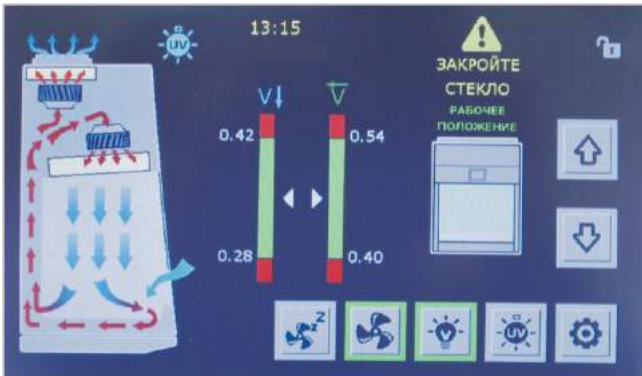 UV
13:15
ЗАКРОЙТЕ
СТЕКЛО
РАБОЧЕЕ
ПОЛОЖЕНИЕ
V
V
0.42
0.54
0.28
0.40
z z Z
UV